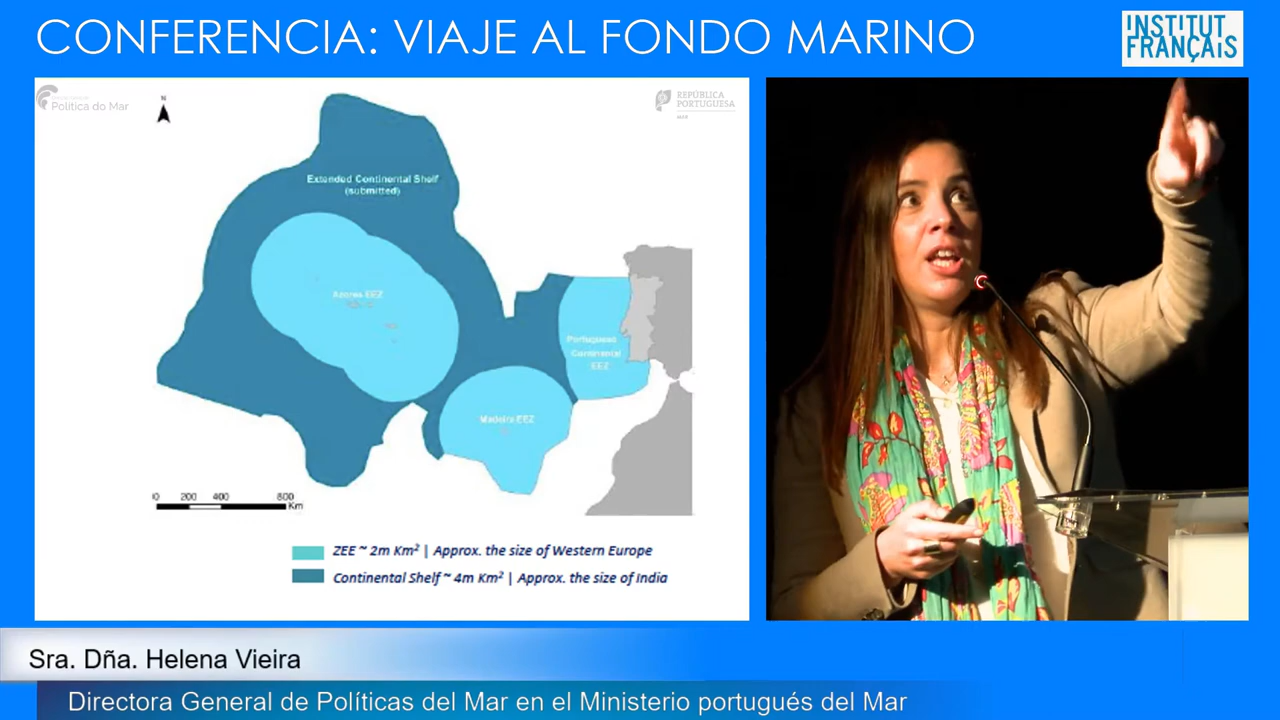 CONFERENCIA: VIAJE AL FONDO MARINO
INSTITUT
FRANÇAIS
Política do Mar
REPÚBLICA
PORTUGUESA
MAR
N
Extended Continental Shelf
(submitted)
Azores EEZ
Portuguese
Continental
EEZ
Madeira EEZ
0 200 400 800
Km
ZEE ~ 2m Km² | Approx. the size of Western Europe
Continental Shelf ~ 4m Km² | Approx. the size of India
Sra. Dña. Helena Vieira
Directora General de Políticas del Mar en el Ministerio portugués del Mar